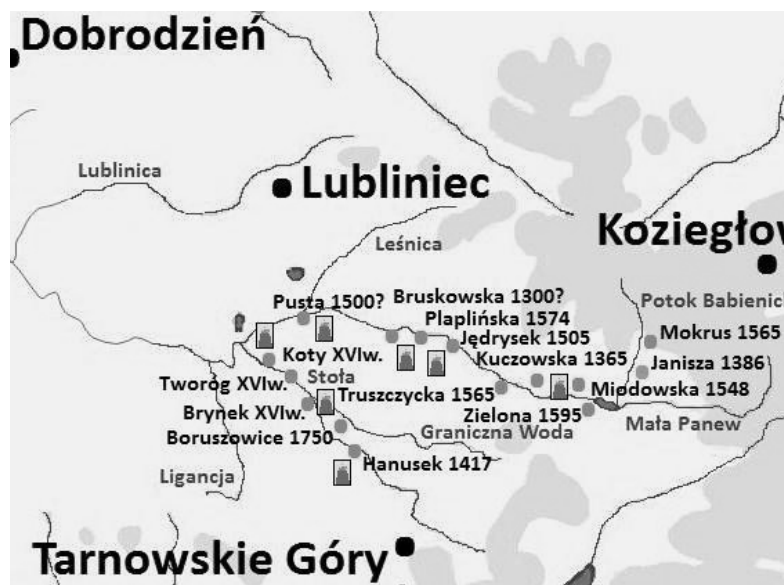 Dobrodzień
Lublinica
Lubliniec
Leśnica
Koziegłow
Pusta 1500?
Bruskowska 1300?
Potok Babienic
Plaplińska 1574
Mokrus 1565
Jędrysek 1505
Koty XVIw.
Kuczowska 1365
Janisza 1386
Tworóg XVIw.
Stoła
Truszczycka 1565
Miodowska 1548
Brynek XVIw.
Zielona 1595
Mała Panew
Boruszowice 1750
Graniczna Woda
Hanusek 1417
Ligancja
Tarnowskie Góry